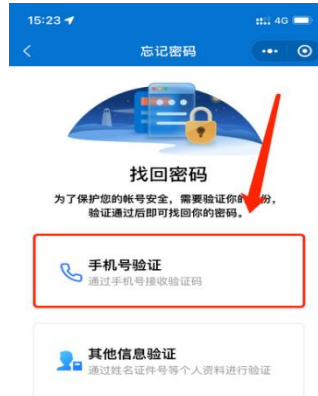 15:23 4G
忘记密码
找回密码
为了保护您的帐号安全，需要验证你的 份，
验证通过后即可找回你的密码。
手机号验证
通过手机号接收验证码
其他信息验证
通过姓名证件号等个人资料进行验证